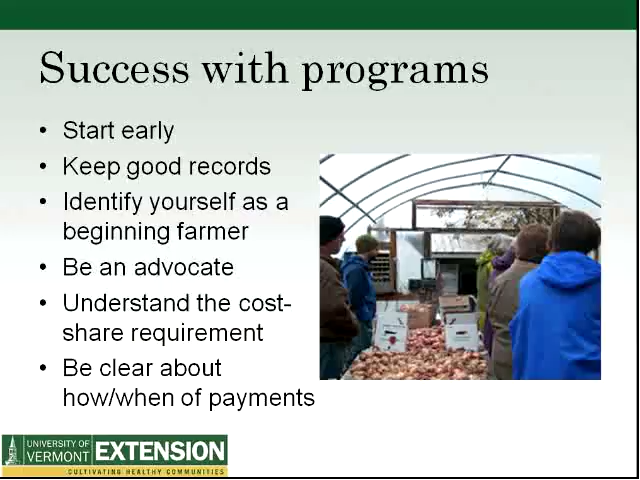 Success with programs
• Start early
• Keep good records
• Identify yourself as a
beginning farmer
• Be an advocate
• Understand the cost-
share requirement
• Be clear about
how/when of payments
UNIVERSITY OF
VERMONT EXTENSION
CULTIVATING HEALTHY COMMUNITIES